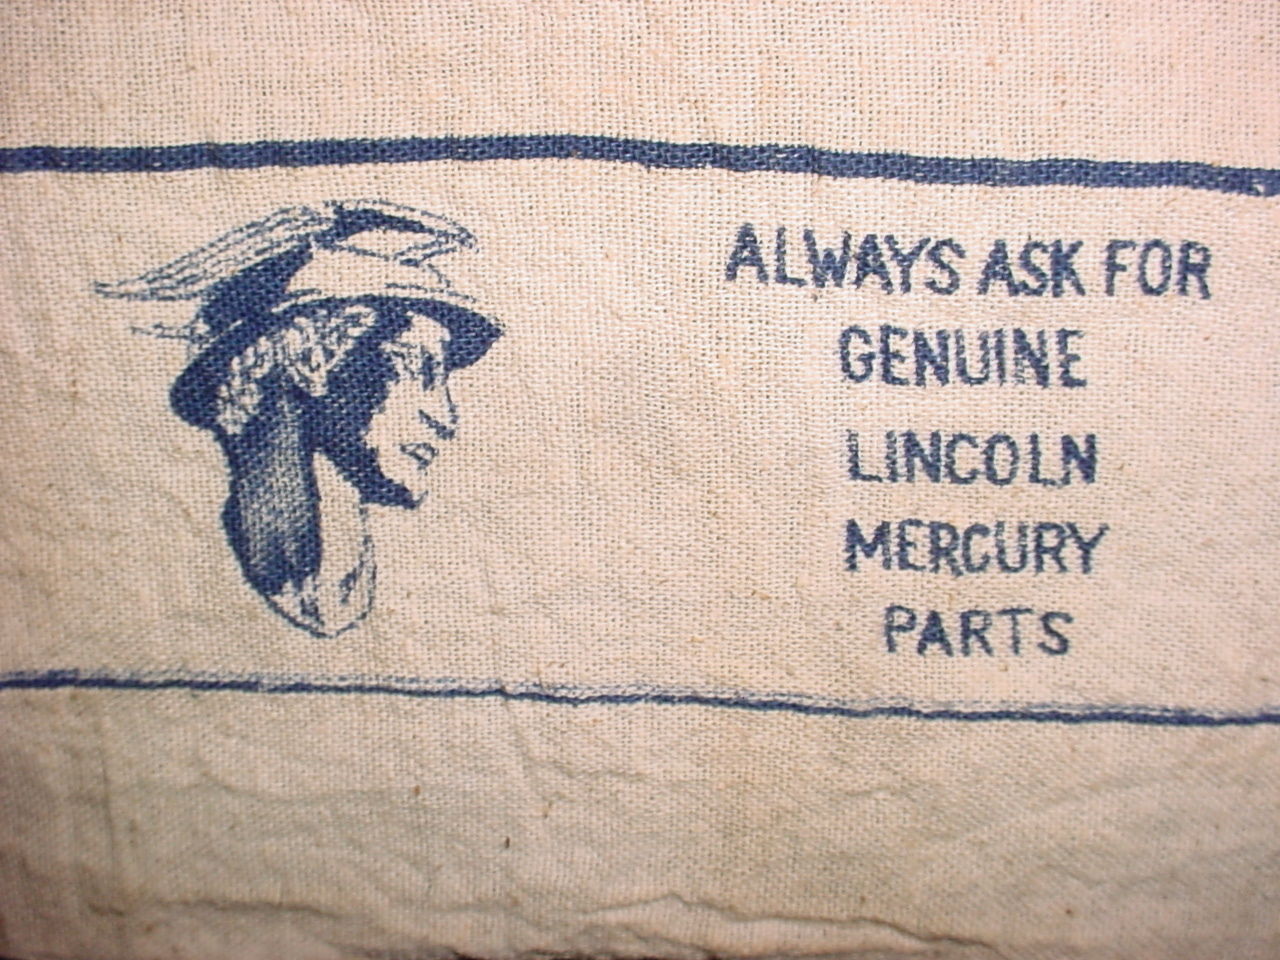 ALWAYS ASK FOR
GENUINE
LINCOLN
MERCURY
PARTS